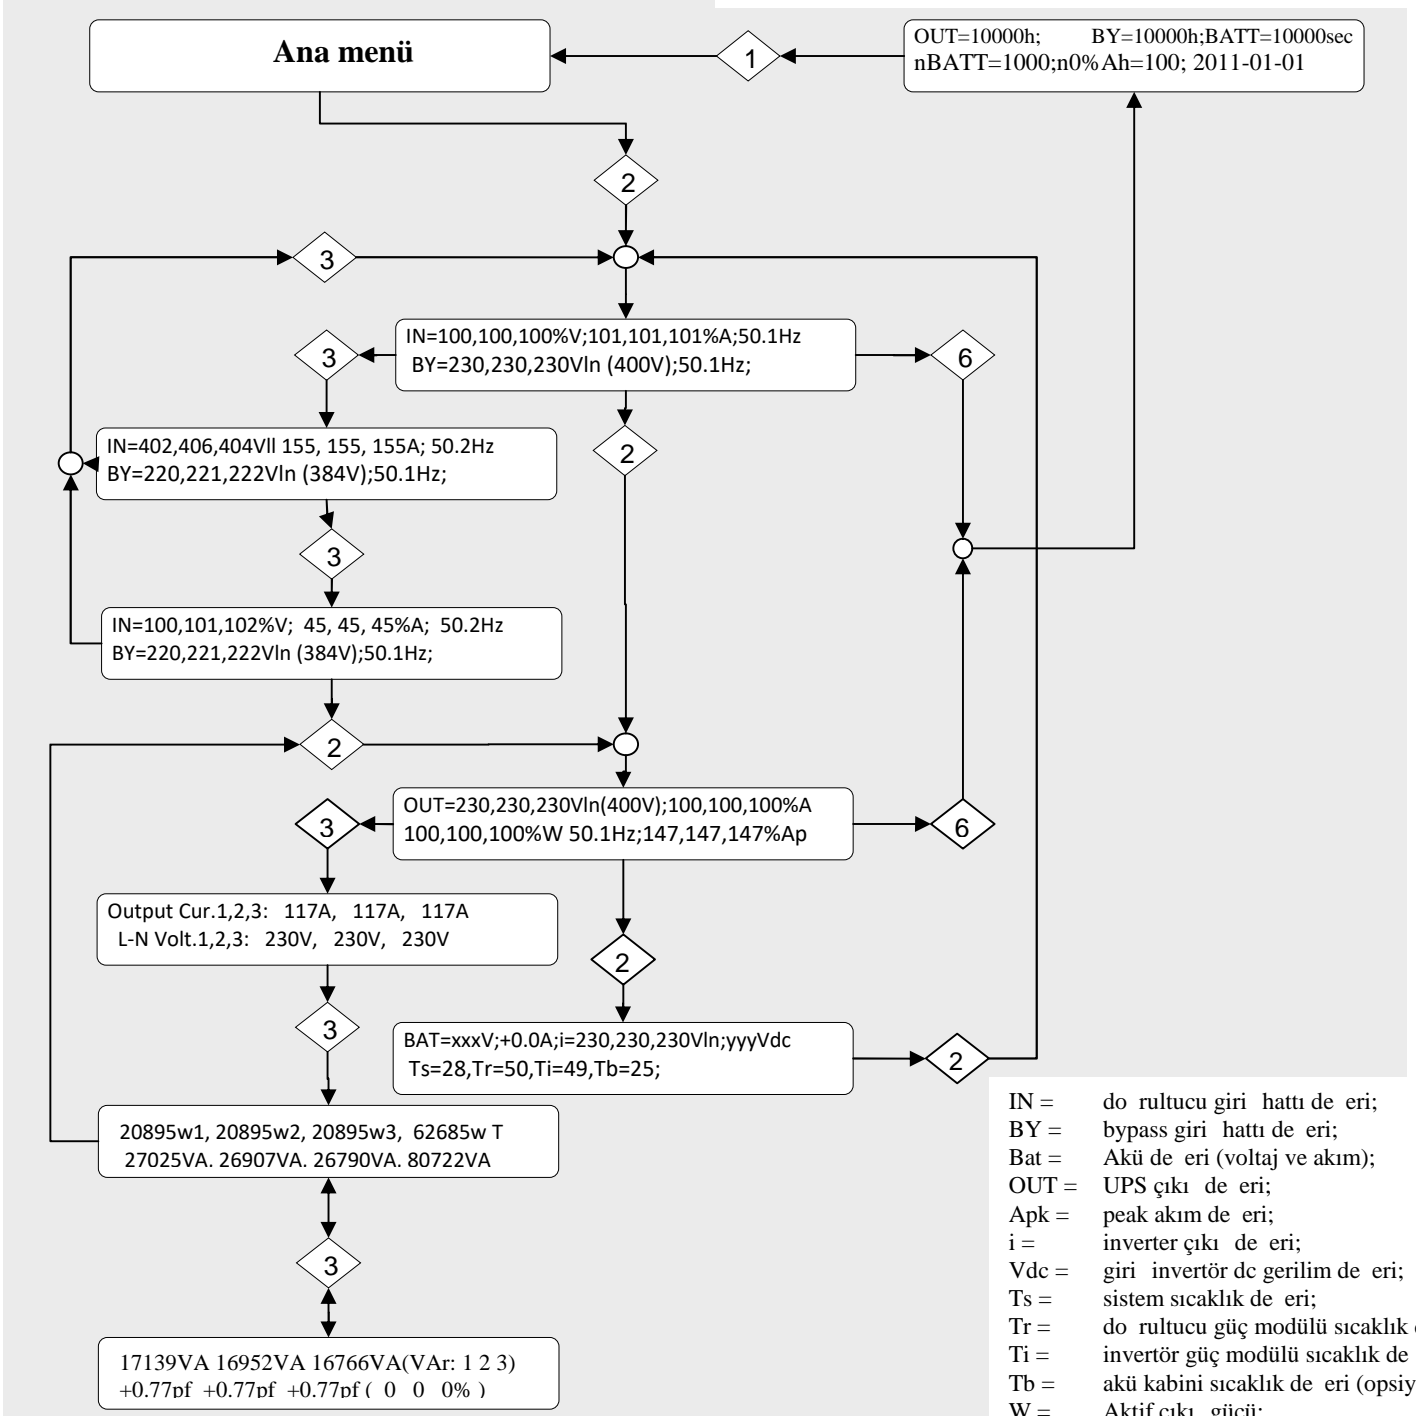 Ana menü
1
OUT=10000h; BY=10000h;BATT=10000sec
nBATT=1000;n0%Ah=100; 2011-01-01
2
3
IN=100,100,100%V;101,101,101%A;50.1Hz
BY=230,230,230Vln (400V);50.1Hz;
3
6
IN=402,406,404Vll 155, 155, 155A; 50.2Hz
BY=220,221,222Vln (384V);50.1Hz;
2
3
IN=100,101,102%V; 45, 45, 45%A; 50.2Hz
BY=220,221,222Vln (384V);50.1Hz;
2
OUT=230,230,230Vln(400V);100,100,100%A
100,100,100%W 50.1Hz;147,147,147%Ap
3
6
Output Cur.1,2,3: 117A, 117A, 117A
L-N Volt.1,2,3: 230V, 230V, 230V
2
3
BAT=xxxV;+0.0A;i=230,230,230Vln;yyyVdc
Ts=28,Tr=50,Ti=49,Tb=25;
2
20895w1, 20895w2, 20895w3, 62685w T
27025VA. 26907VA. 26790VA. 80722VA
3
17139VA 16952VA 16766VA(VAr: 1 2 3)
+0.77pf +0.77pf +0.77pf ( 0 0 0% )
IN = do rultucu giri hattı de eri;
BY = bypass giri hattı de eri;
Bat = Akü de eri (voltaj ve akım);
OUT = UPS çıkı de eri;
Apk = peak akım de eri;
i = inverter çıkı de eri;
Vdc = giri invertör dc gerilim de eri;
Ts = sistem sıcaklık de eri;
Tr = do rultucu güç modülü sıcaklık
Ti = invertör güç modülü sıcaklık de
Tb = akü kabini sıcaklık de eri (opsiy
W = Aktif çıkı gücü;